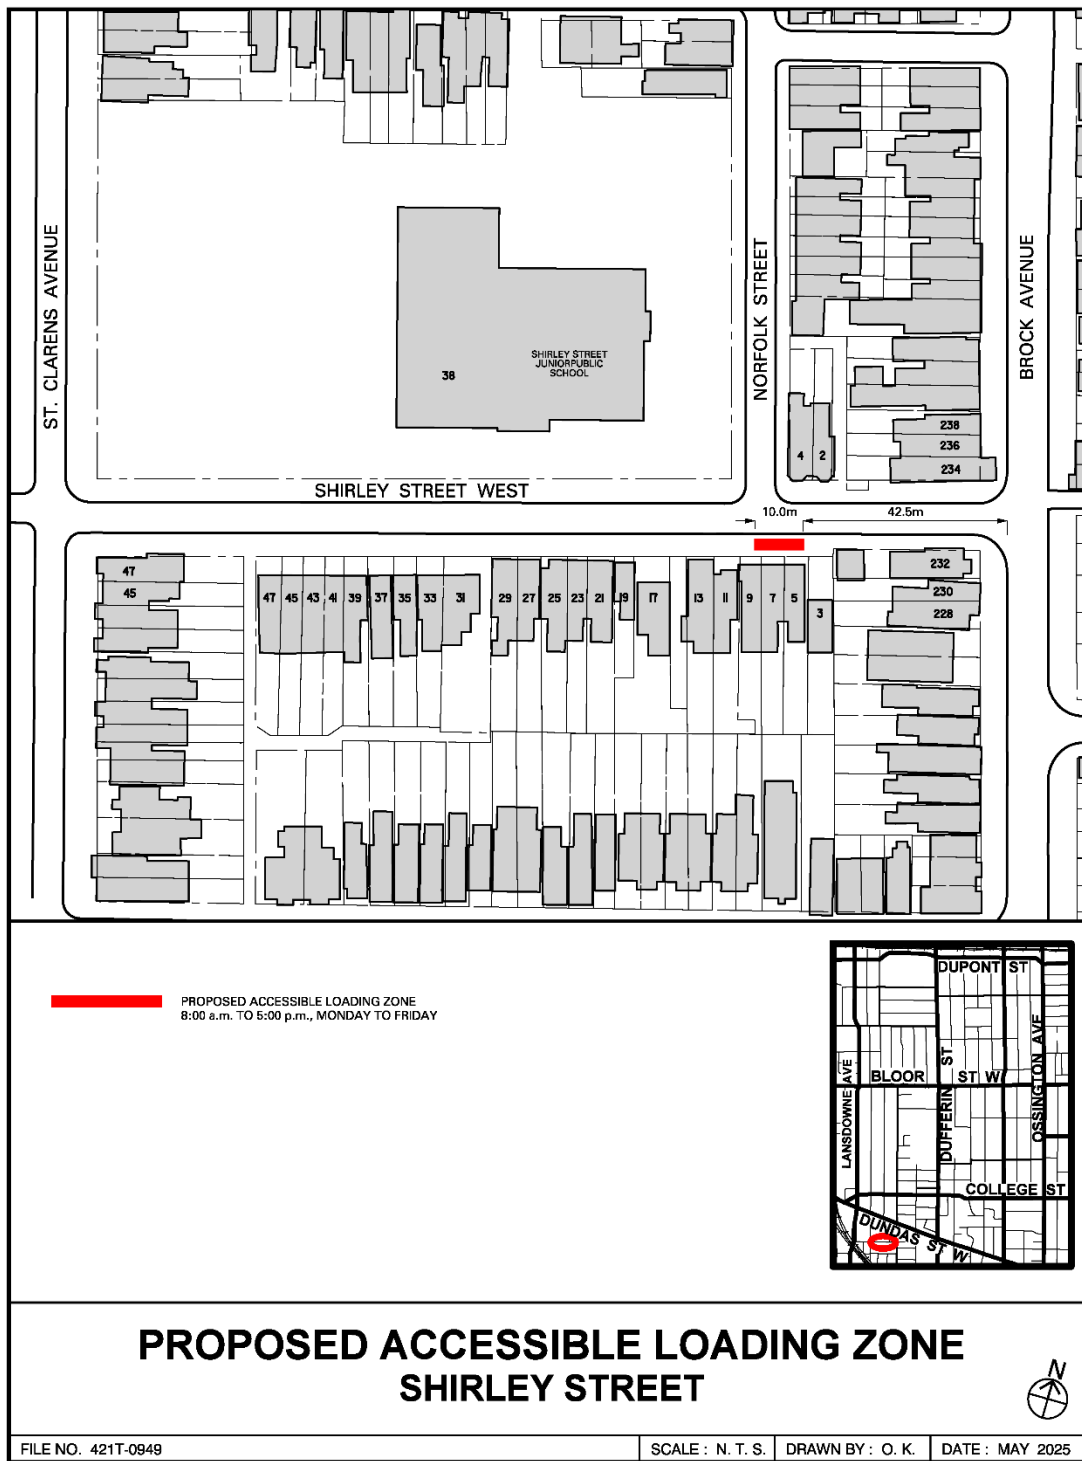 ST. CLARENS AVENUE
NORFOLK STREET
BROCK AVENUE
SHIRLEY STREET
JUNIORPUBLIC
SCHOOL
38
4 2
238
236
234
SHIRLEY STREET WEST
10.0m 42.5m
47
45
47 45 43 41 39 37 35 33 31 29 27 25 23 21 19 17 13 11 9 7 5 3
232
230
228
PROPOSED ACCESSIBLE LOADING ZONE
8:00 a.m. TO 5:00 p.m., MONDAY TO FRIDAY
DUPONT ST
LANSDOWNE AVE
BLOOR ST W
DUFFERIN ST
OSSINGTON AVE
COLLEGE ST
DUNDAS ST W
PROPOSED ACCESSIBLE LOADING ZONE
SHIRLEY STREET
N
FILE NO. 421T-0949
SCALE : N. T. S.
DRAWN BY : O. K.
DATE : MAY 2025